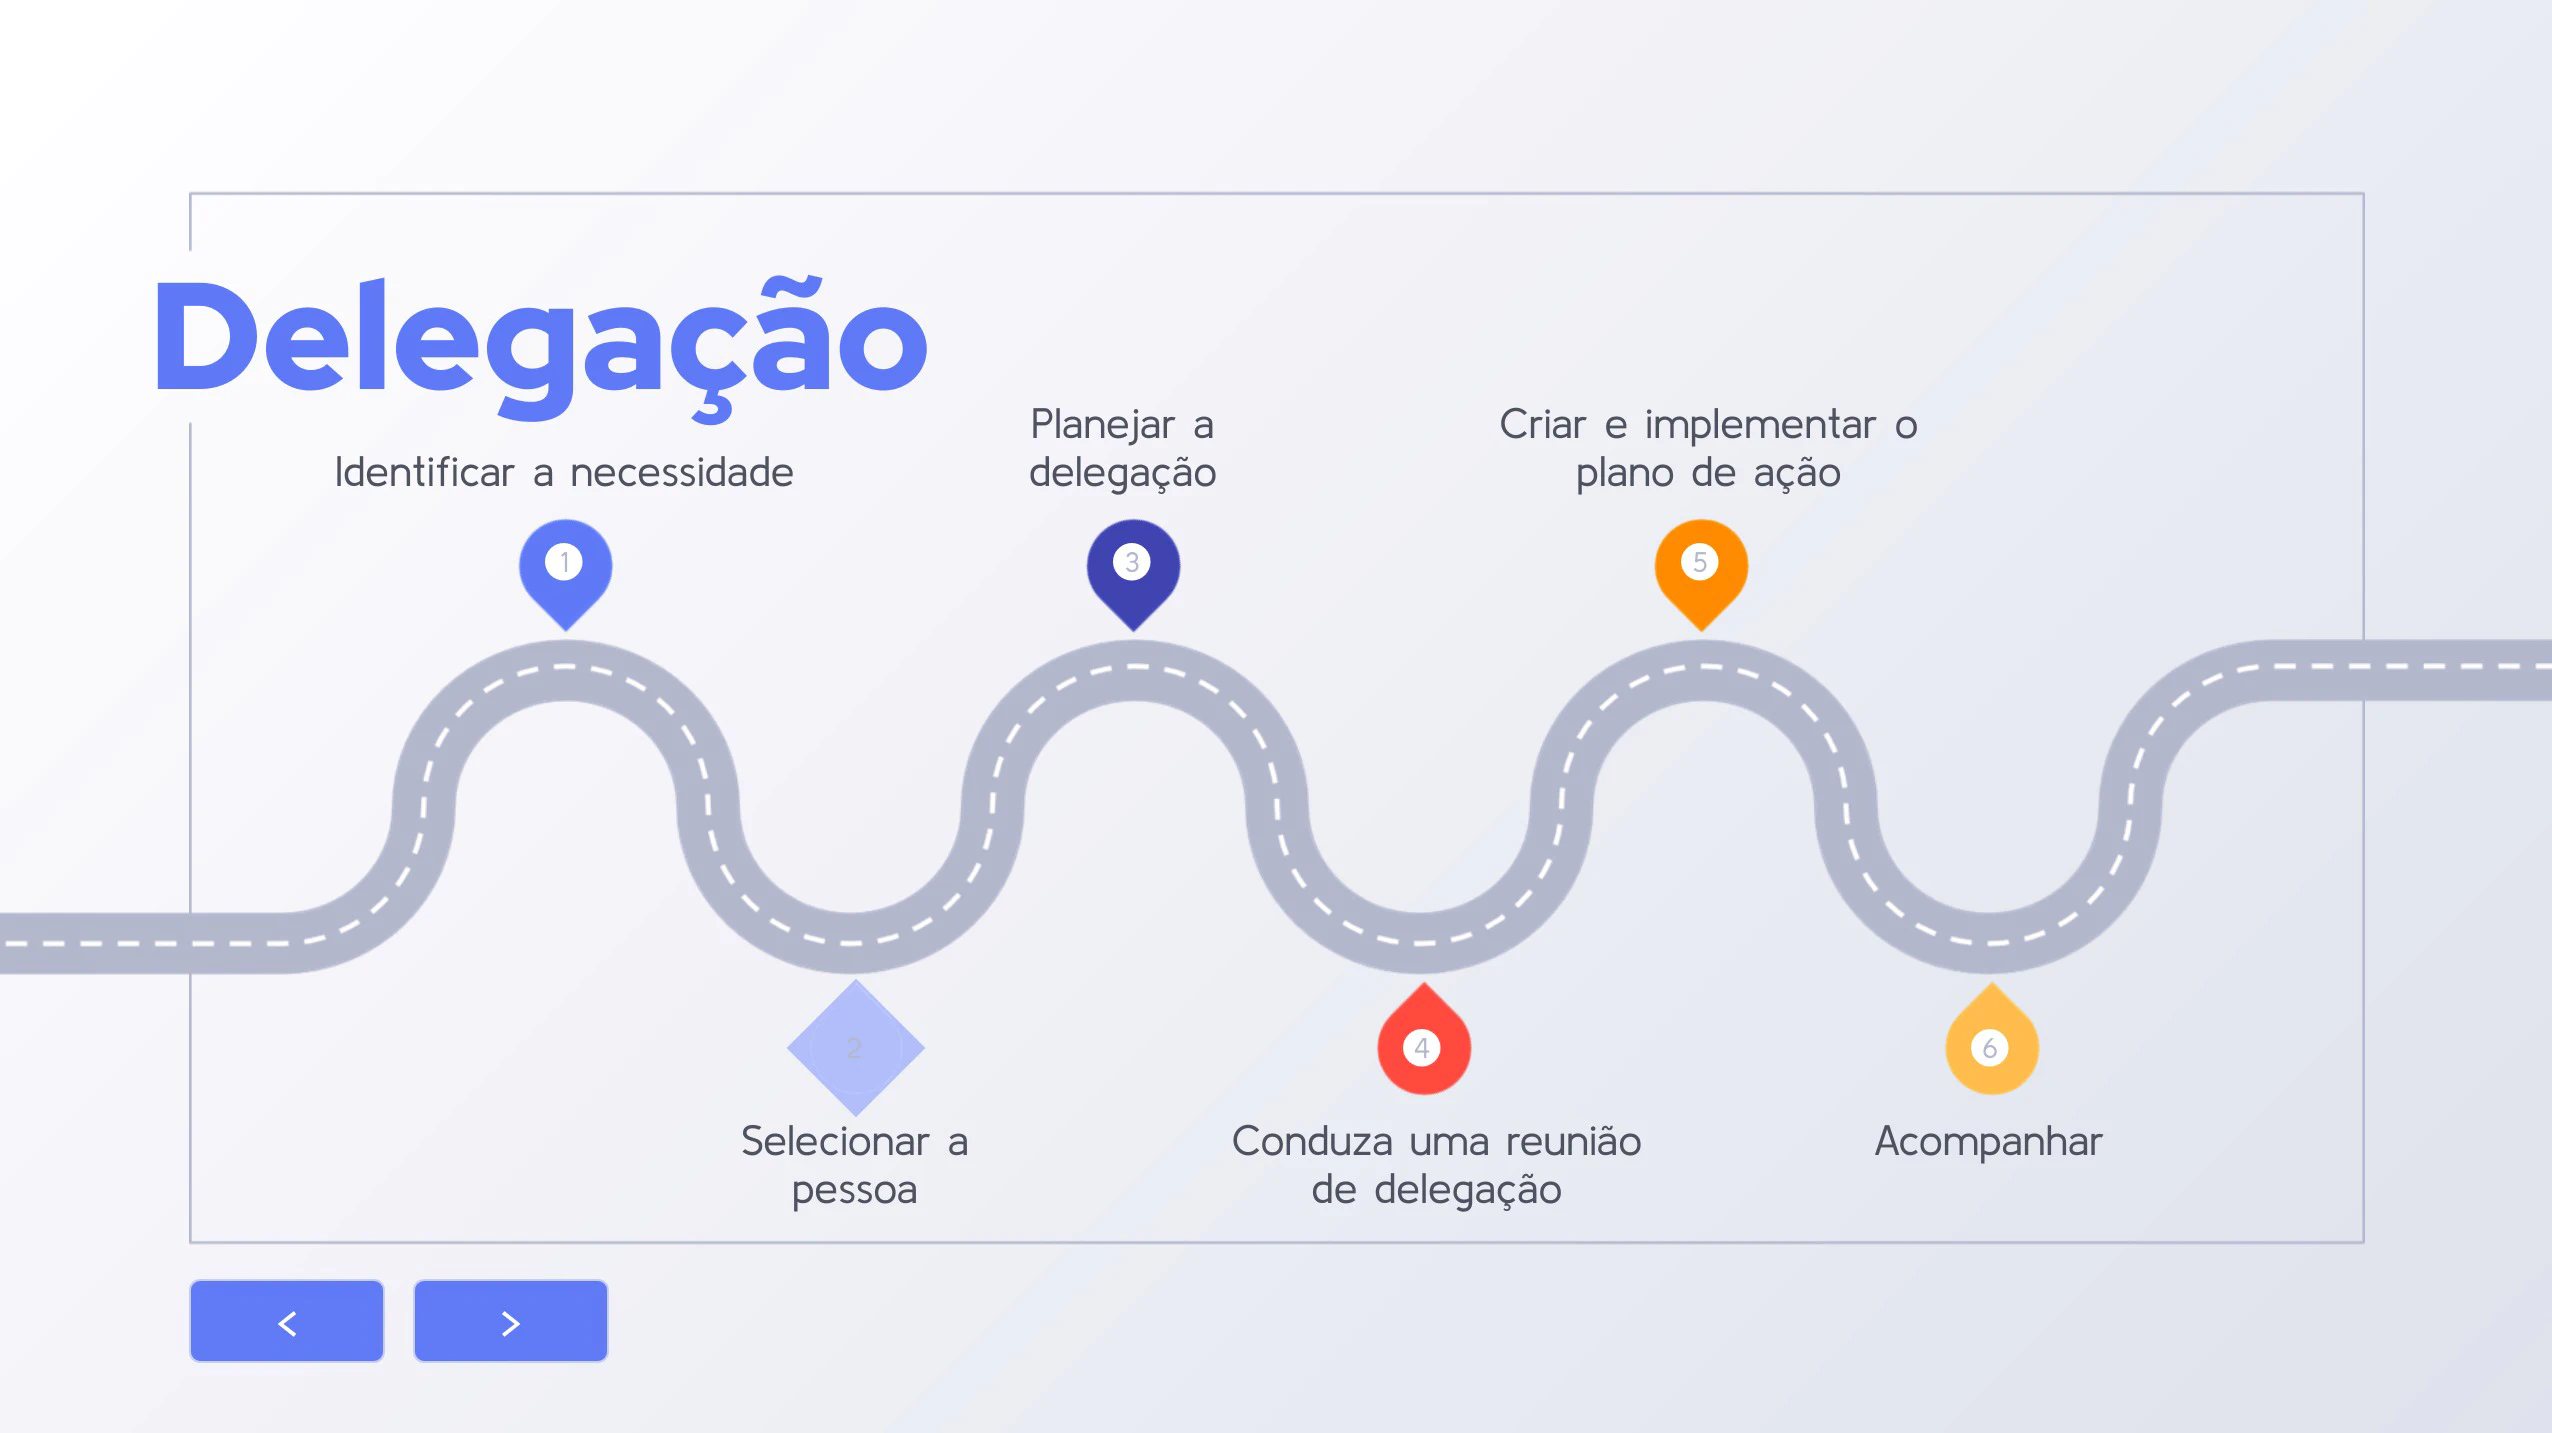 Delegação
Identificar a necessidade
1
Selecionar a
pessoa
2
Planejar a
delegação
3
Conduza uma reunião
de delegação
4
Criar e implementar o
plano de ação
5
Acompanhar
6